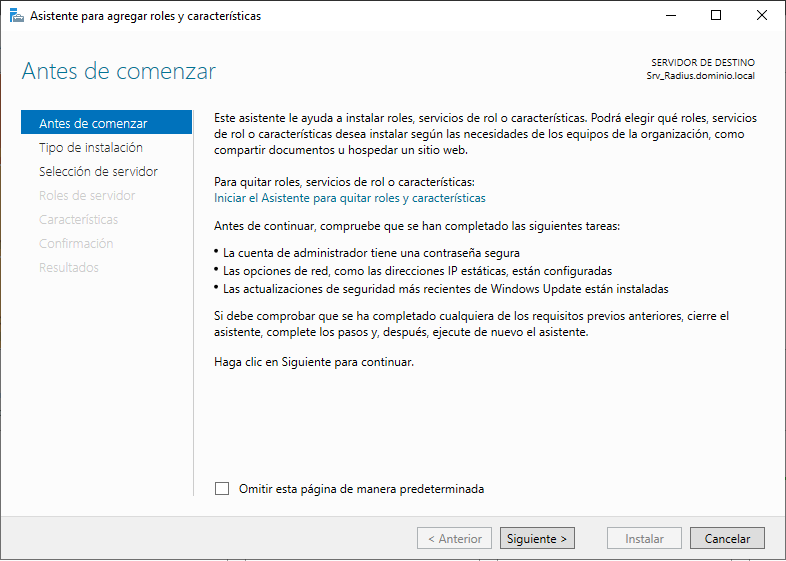 Asistente para agregar roles y características
Antes de comenzar
SERVIDOR DE DESTINO
Srv_Radius.dominio.local
Antes de comenzar
Tipo de instalación
Selección de servidor
Roles de servidor
Características
Confirmación
Resultados
Este asistente le ayuda a instalar roles, servicios de rol o características. Podrá elegir qué roles, servicios
de rol o características desea instalar según las necesidades de los equipos de la organización, como
compartir documentos u hospedar un sitio web.
Para quitar roles, servicios de rol o características:
Iniciar el Asistente para quitar roles y características
Antes de continuar, compruebe que se han completado las siguientes tareas:
• La cuenta de administrador tiene una contraseña segura
• Las opciones de red, como las direcciones IP estáticas, están configuradas
• Las actualizaciones de seguridad más recientes de Windows Update están instaladas
Si debe comprobar que se ha completado cualquiera de los requisitos previos anteriores, cierre el
asistente, complete los pasos y, después, ejecute de nuevo el asistente.
Haga clic en Siguiente para continuar.
Omitir esta página de manera predeterminada
< Anterior
Siguiente >
Instalar
Cancelar